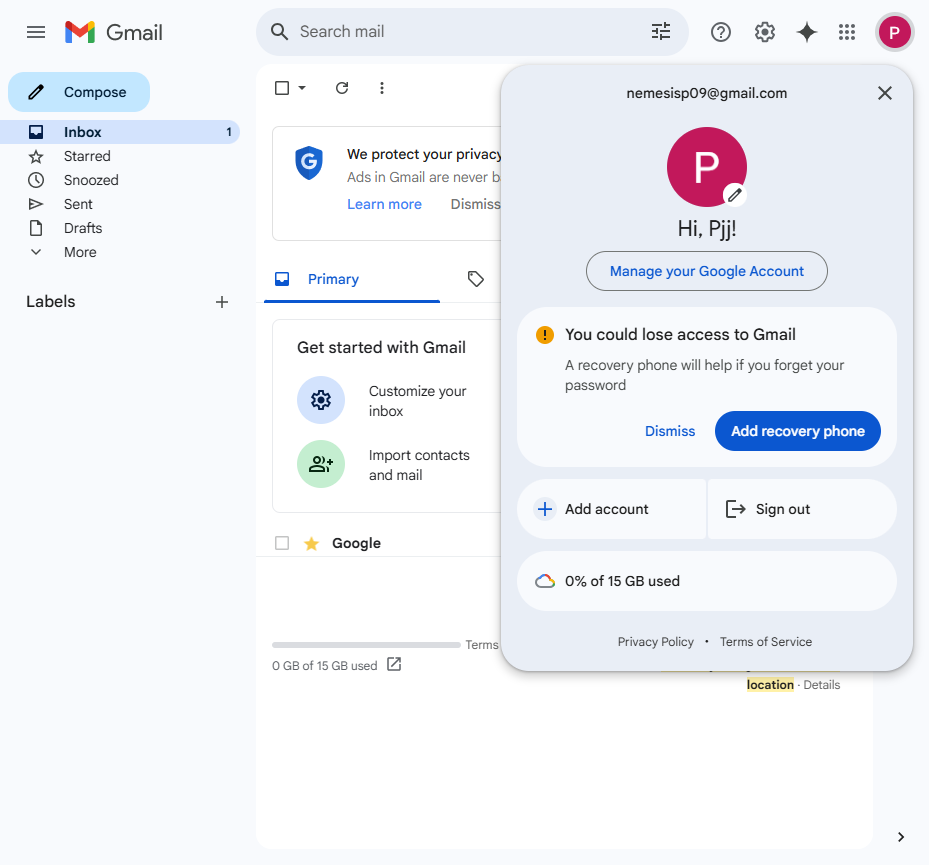 Gmail
Search mail
P
Compose
Inbox 1
Starred
Snoozed
Sent
Drafts
More
Labels
We protect your privacy
Ads in Gmail are never
Learn more Dismiss
Primary
Get started with Gmail
Customize your
inbox
Import contacts
and mail
Google
Terms
0 GB of 15 GB used
location · Details
nemesisp09@gmail.com
P
Hi, Pjj!
Manage your Google Account
You could lose access to Gmail
A recovery phone will help if you forget your
password
Dismiss Add recovery phone
Add account Sign out
0% of 15 GB used
Privacy Policy • Terms of Service